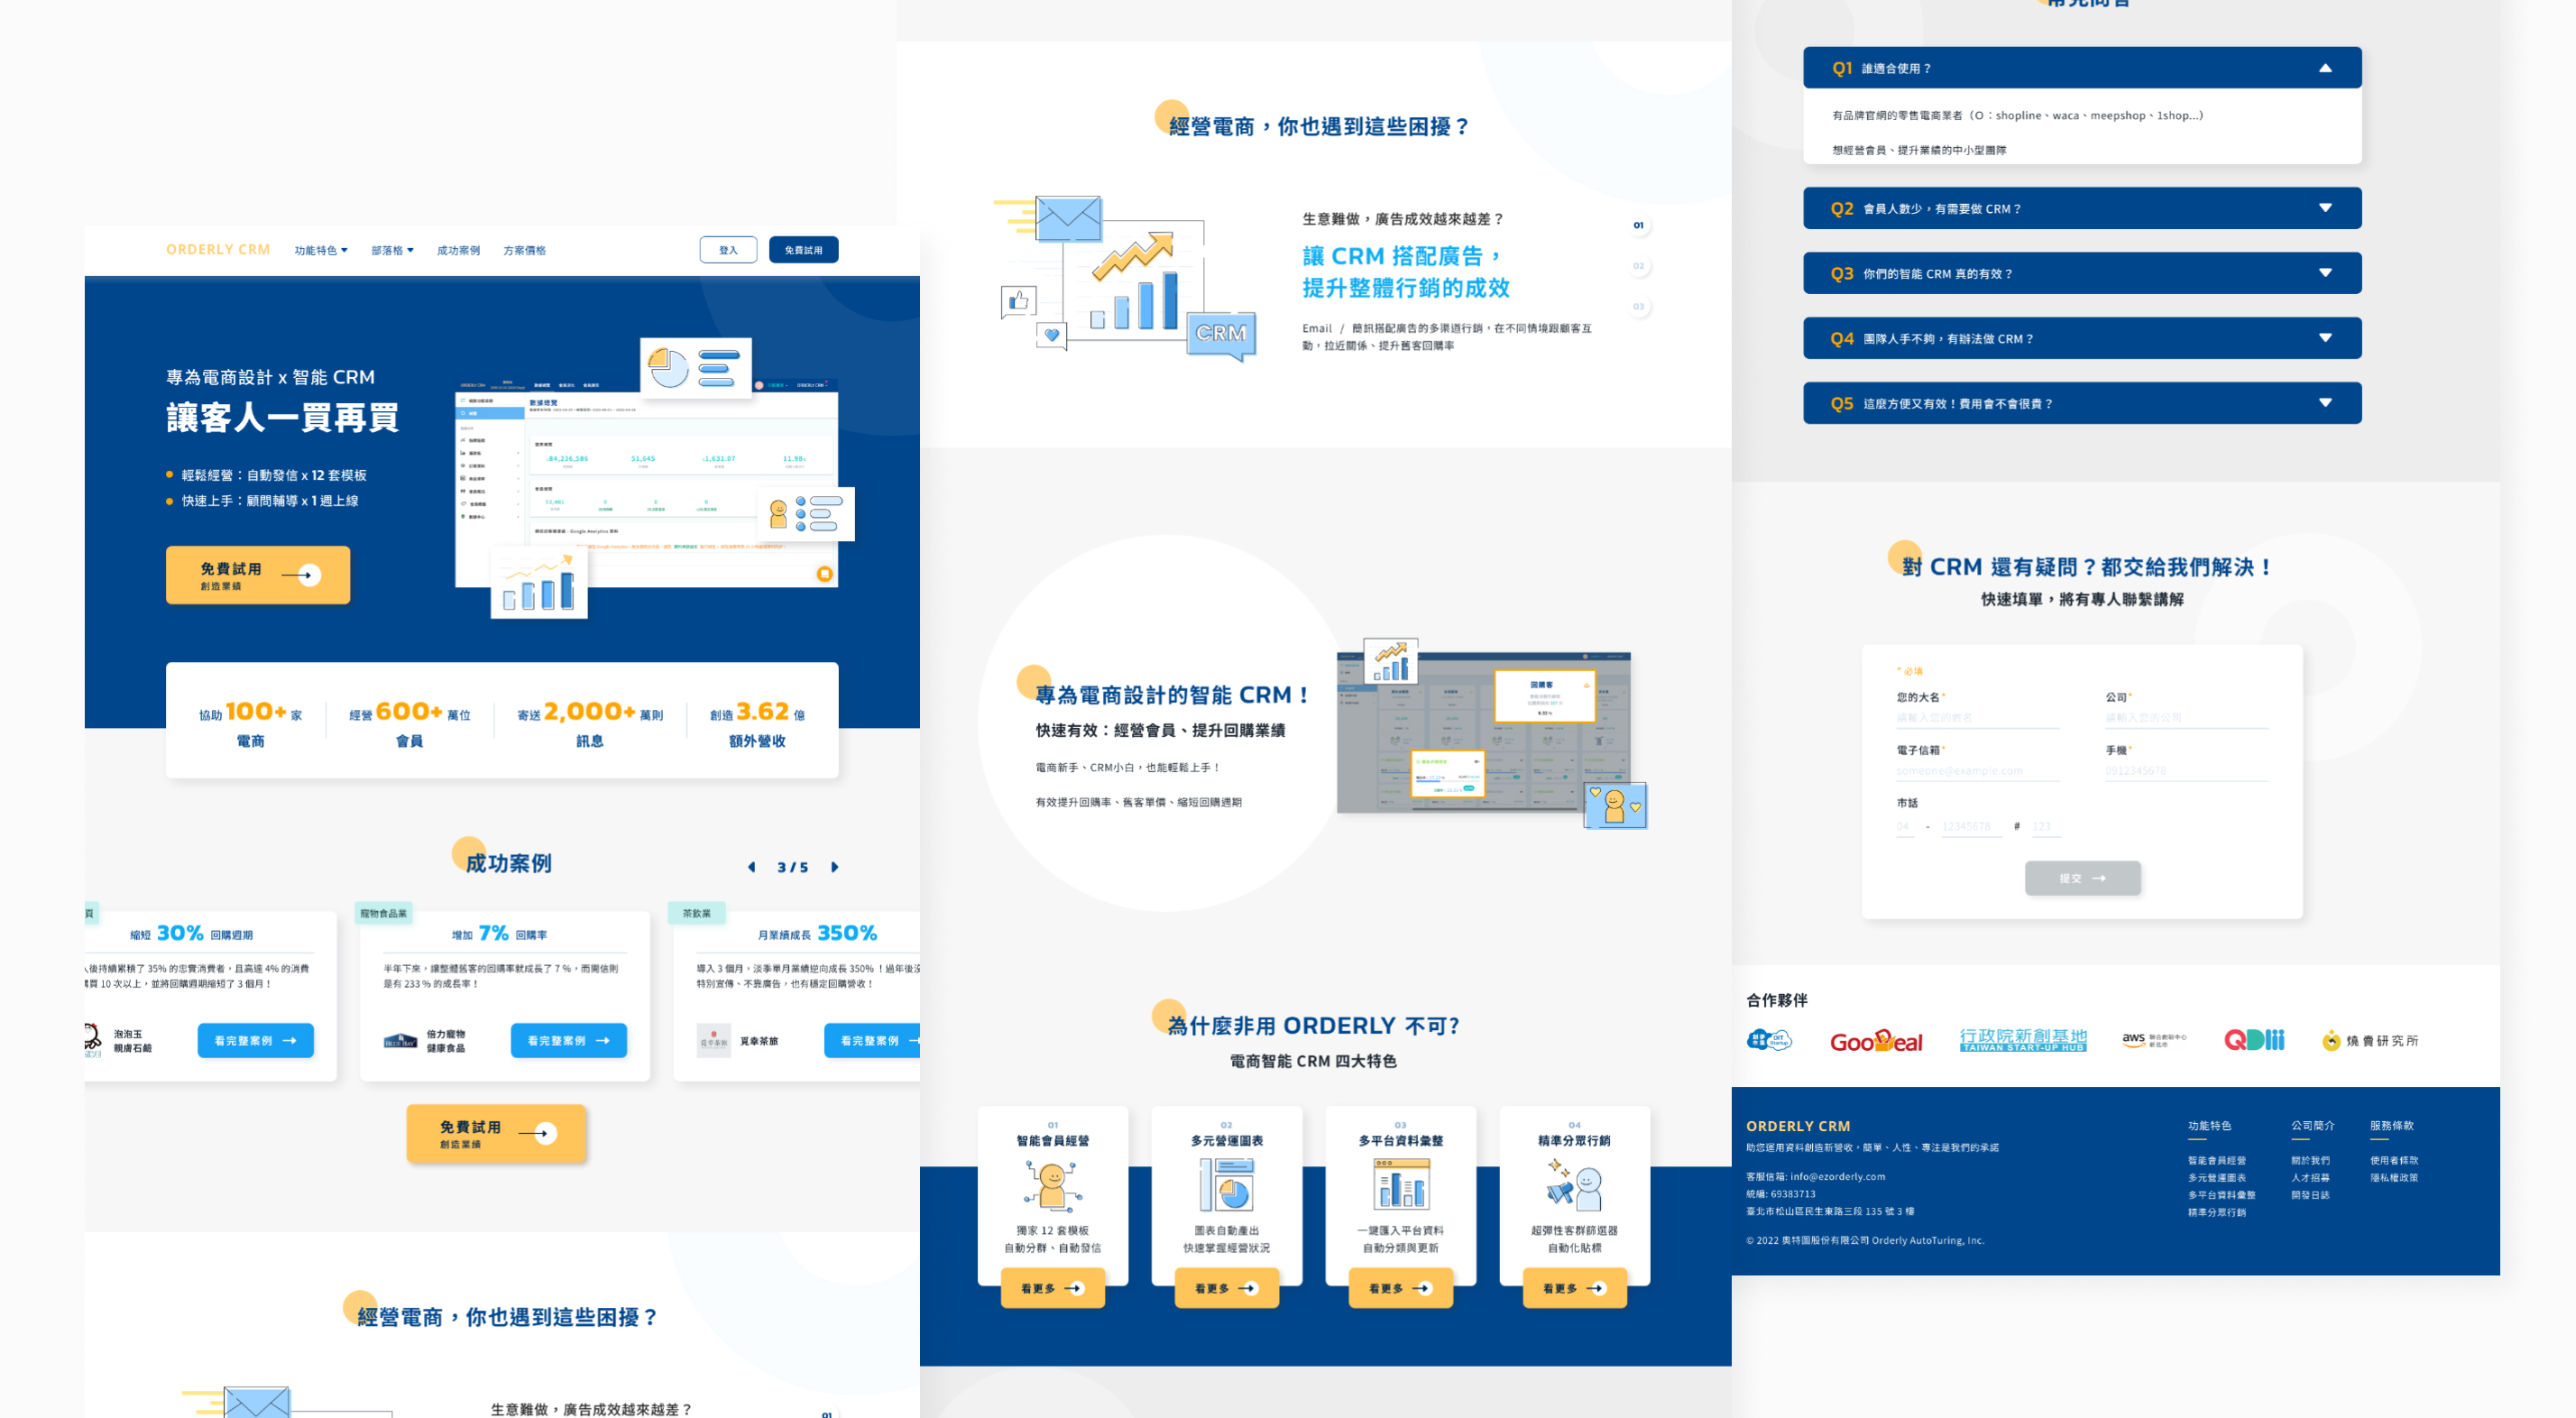 ORDERLY CRM
功能特色
部落格
成功案例
方案價格
登入
免費試用
專為電商設計 x 智能 CRM
讓客人一買再買
輕鬆經營：自動發信 x 12 套模板
快速上手：顧問輔導 x 1 週上線
免費試用
創造業績
數據總覽
84,216,586
51,645
1,631.07
協助 100+ 家
電商
經營 600+ 萬位
會員
寄送 2,000+ 萬則
訊息
創造 3.62 億
額外營收
成功案例
3 / 5
縮短 30% 回購週期
後持續累積了 35% 的忠實消費者，且高達 4% 的消費
買 10 次以上，並將回購週期縮短了 3 個月！
泡泡玉
親膚石鹼
看完整案例
寵物食品業
增加 7% 回購率
半年下來，讓整體舊客的回購率就成長了 7 %，而開信則
是有 233 % 的成長率！
倍力寵物
健康食品
看完整案例
茶飲業
月業績成長 350%
導入 3 個月，淡季單月業績逆向成長 350% ！過年後沒
特別宣傳、不靠廣告，也有穩定回購營收！
覓幸茶旅
看完整案例
免費試用
創造業績
經營電商，你也遇到這些困擾？
生意難做，廣告成效越來越差？
01
經營電商，你也遇到這些困擾？
CRM
生意難做，廣告成效越來越差？
讓 CRM 搭配廣告，
提升整體行銷的成效
Email / 簡訊搭配廣告的多渠道行銷，在不同情境跟顧客互
動，拉近關係、提升舊客回購率
01
02
03
專為電商設計的智能 CRM！
快速有效：經營會員、提升回購業績
電商新手、CRM小白，也能輕鬆上手！
有效提升回購率、舊客單價、縮短回購週期
回購客
為什麼非用 ORDERLY 不可?
電商智能 CRM 四大特色
01
智能會員經營
獨家 12 套模板
自動分群、自動發信
看更多
02
多元營運圖表
圖表自動產出
快速掌握經營狀況
看更多
03
多平台資料彙整
一鍵匯入平台資料
自動分類與更新
看更多
04
精準分眾行銷
超彈性客群篩選器
自動化貼標
看更多
常見問答
Q1 誰適合使用？
有品牌官網的零售電商業者（O：shopline、waca、meepshop、1shop...）
想經營會員、提升業績的中小型團隊
Q2 會員人數少，有需要做 CRM？
Q3 你們的智能 CRM 真的有效？
Q4 團隊人手不夠，有辦法做 CRM？
Q5 這麼方便又有效！費用會不會很貴？
對 CRM 還有疑問？都交給我們解決！
快速填單，將有專人聯繫講解
* 必填
您的大名*
請輸入您的姓名
公司*
請輸入您的公司
電子信箱*
someone@example.com
手機*
0912345678
市話
04 - 12345678 # 123
提交
合作夥伴
GooDeal
行政院新創基地
TAIWAN START-UP HUB
aws
燒賣研究所
ORDERLY CRM
助您運用資料創造新營收，簡單、人性、專注是我們的承諾
客服信箱: info@ezorderly.com
統編: 69383713
臺北市松山區民生東路三段 135 號 3 樓
© 2022 奧特圖股份有限公司 Orderly AutoTuring, Inc.
功能特色
智能會員經營
多元營運圖表
多平台資料彙整
精準分眾行銷
公司簡介
關於我們
人才招募
開發日誌
服務條款
使用者條款
隱私權政策